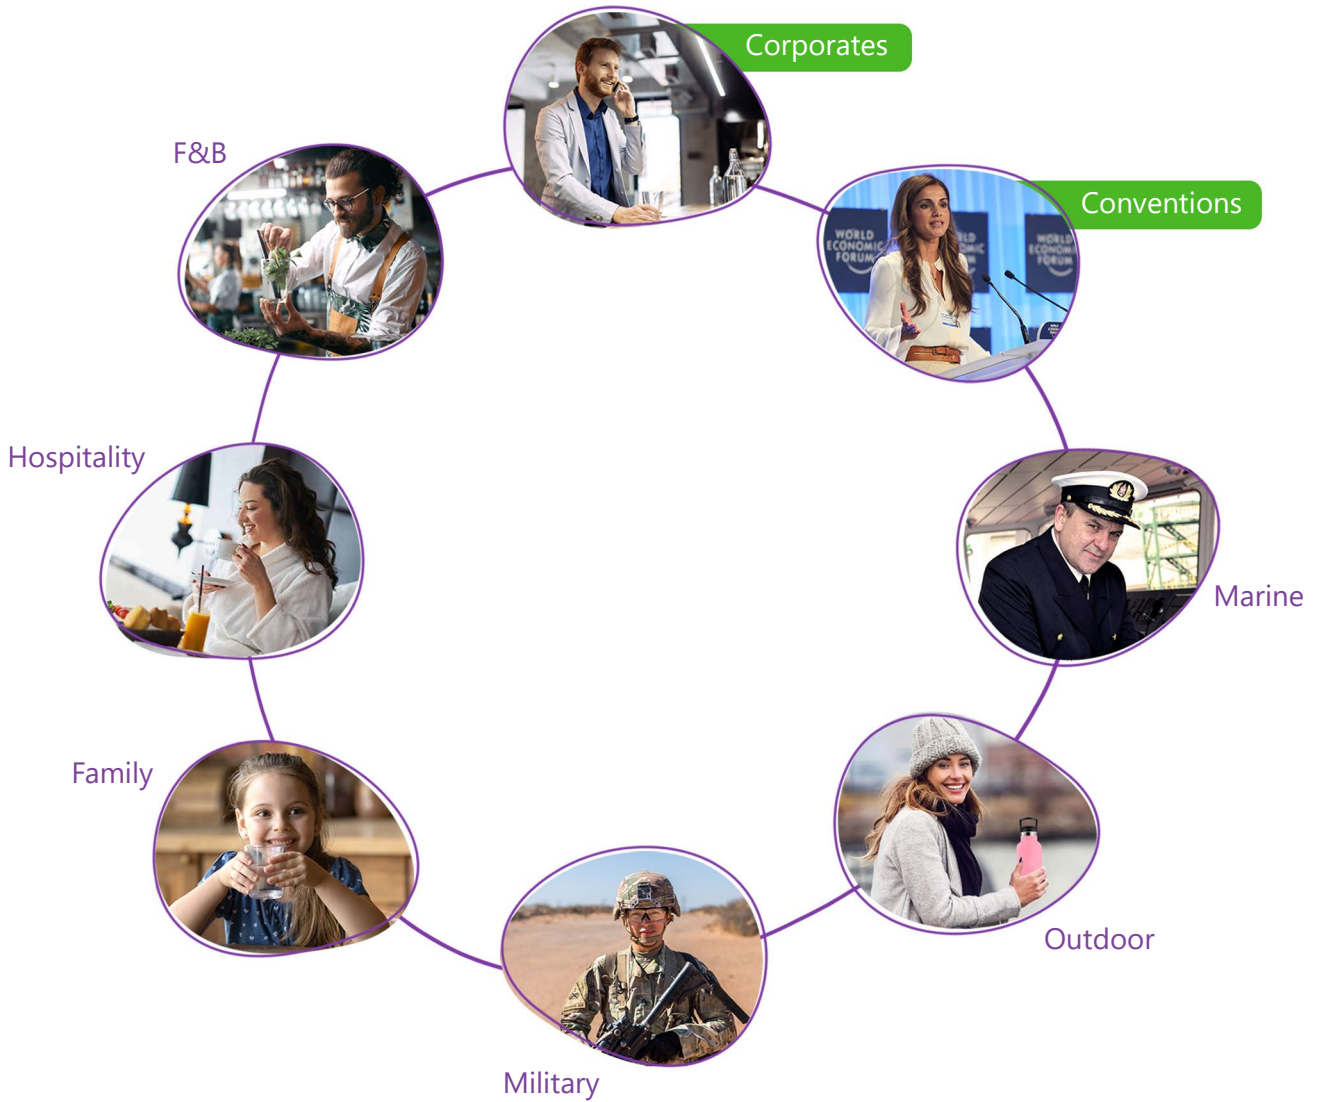 Corporates
F&B
Conventions
WORLD
ECONOMIC
FORUM
WORLD
ECONOMIC
FORUM
Hospitality
Marine
Family
Outdoor
Military